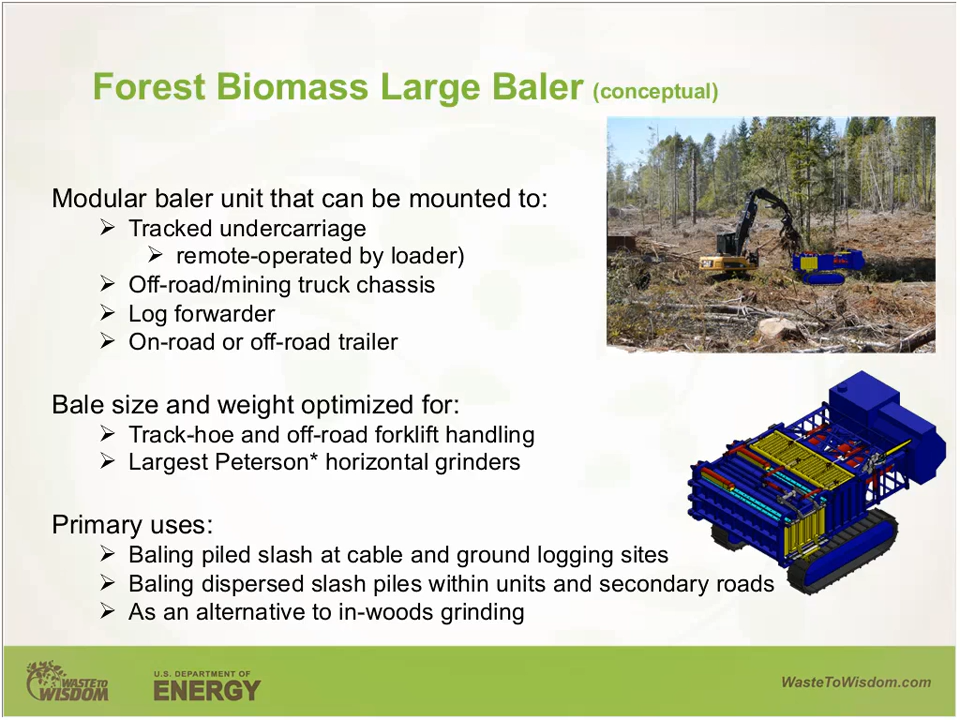 Forest Biomass Large Baler (conceptual)
Modular baler unit that can be mounted to:
➢ Tracked undercarriage
➢ remote-operated by loader)
➢ Off-road/mining truck chassis
➢ Log forwarder
➢ On-road or off-road trailer
Bale size and weight optimized for:
➢ Track-hoe and off-road forklift handling
➢ Largest Peterson* horizontal grinders
Primary uses:
➢ Baling piled slash at cable and ground logging sites
➢ Baling dispersed slash piles within units and secondary roads
➢ As an alternative to in-woods grinding
WASTE TO
WISDOM
U.S. DEPARTMENT OF
ENERGY
WasteToWisdom.com